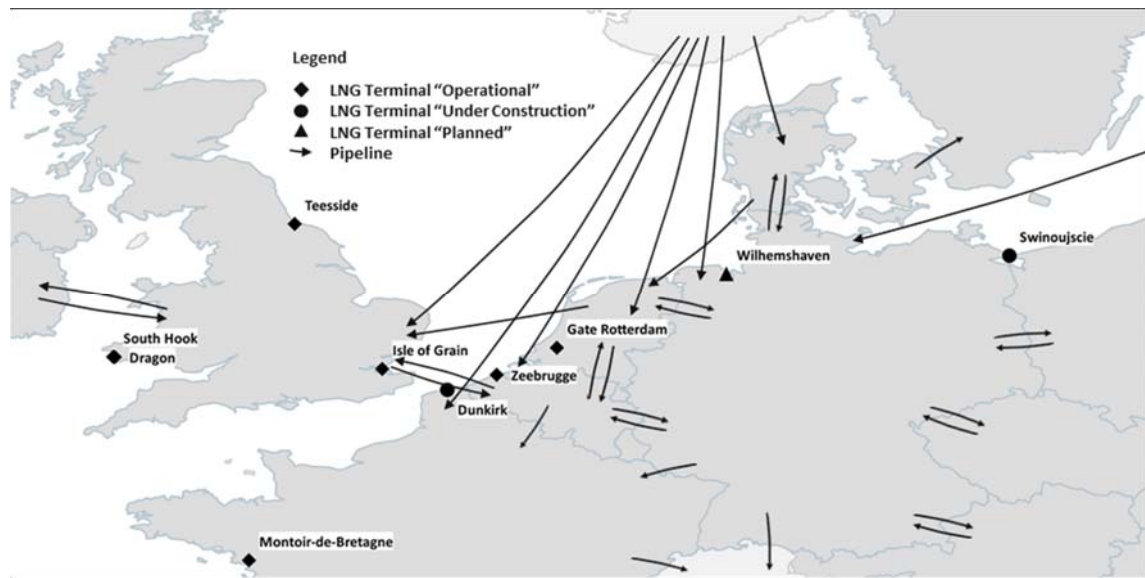 Legend
LNG Terminal “Operational”
LNG Terminal “Under Construction”
LNG Terminal “Planned”
Pipeline
Teesside
Swinoujscie
Wilhemshaven
South Hook
Dragon
Gate Rotterdam
Isle of Grain
Zeebrugge
Dunkirk
Montoir-de-Bretagne